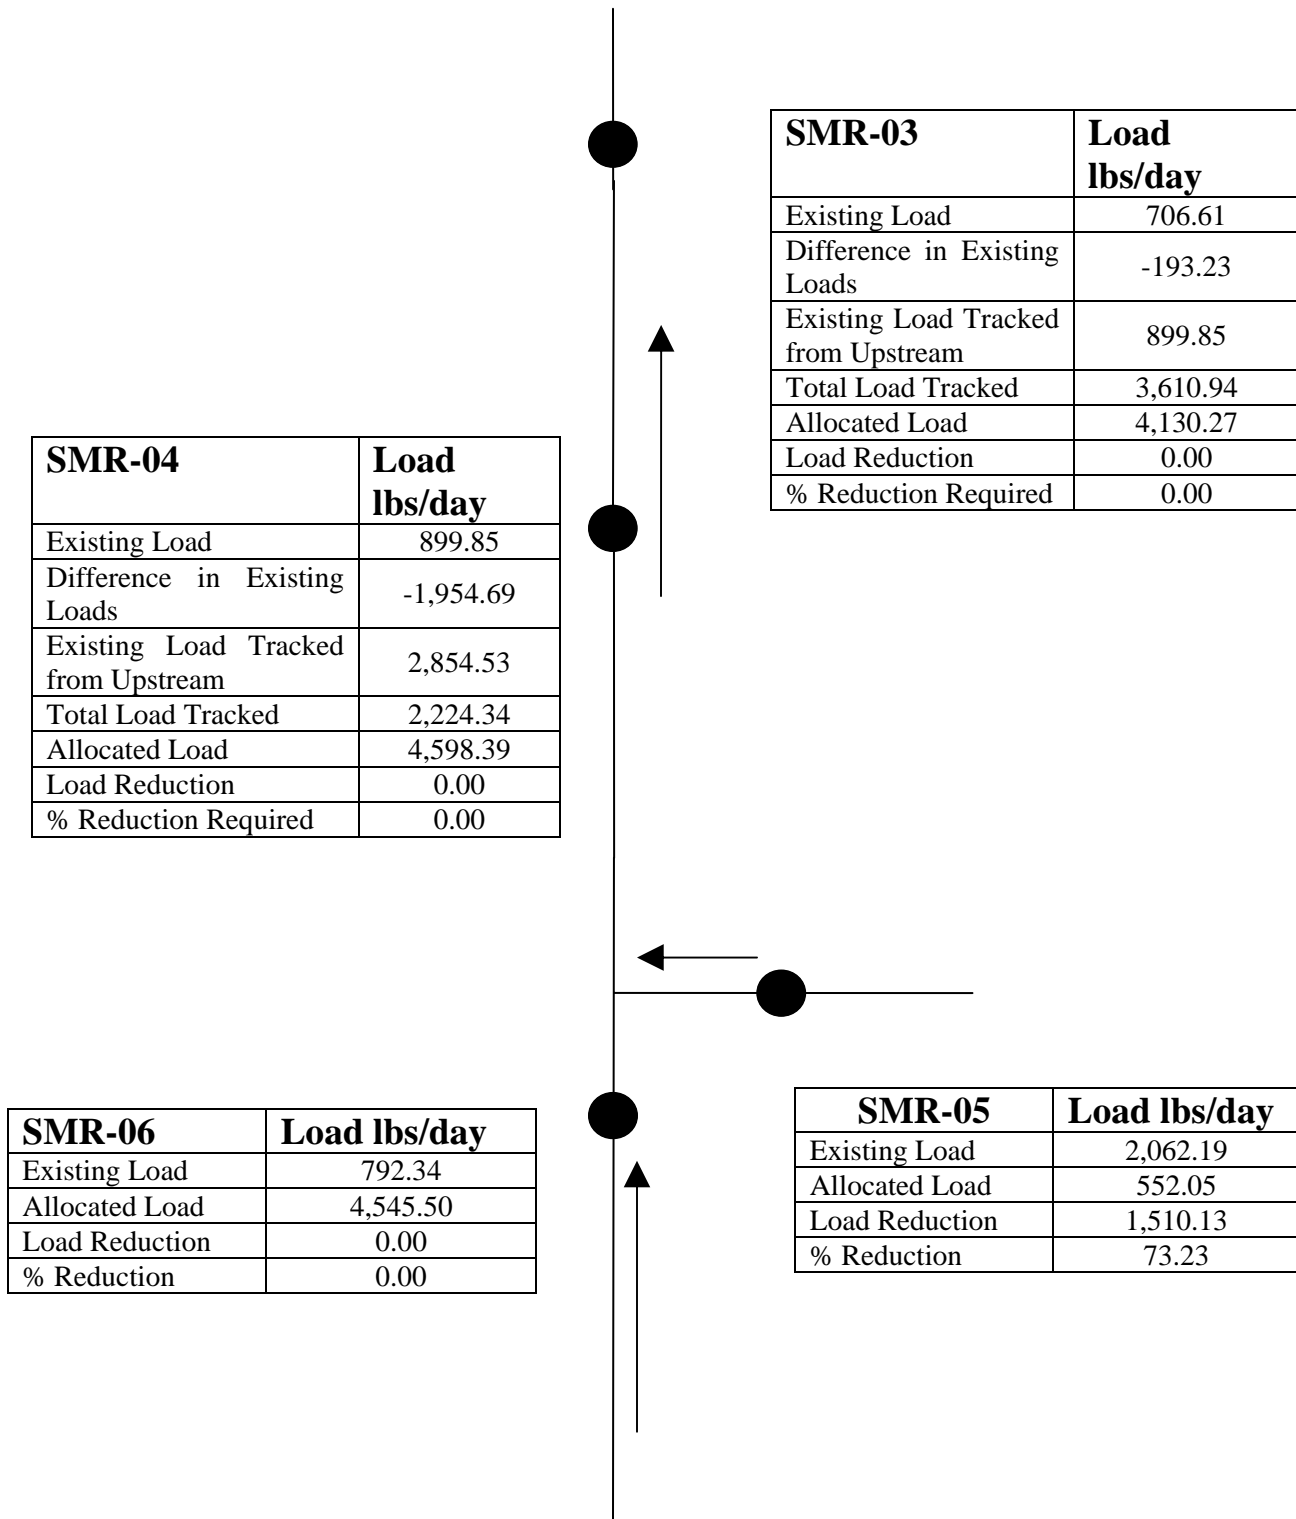 SMR-03 Load
lbs/day
Existing Load 706.61
Difference in Existing
Loads -193.23
Existing Load Tracked
from Upstream 899.85
Total Load Tracked 3,610.94
Allocated Load 4,130.27
Load Reduction 0.00
% Reduction Required 0.00
SMR-04 Load
lbs/day
Existing Load 899.85
Difference in Existing
Loads -1,954.69
Existing Load Tracked
from Upstream 2,854.53
Total Load Tracked 2,224.34
Allocated Load 4,598.39
Load Reduction 0.00
% Reduction Required 0.00
SMR-06 Load lbs/day
Existing Load 792.34
Allocated Load 4,545.50
Load Reduction 0.00
% Reduction 0.00
SMR-05 Load lbs/day
Existing Load 2,062.19
Allocated Load 552.05
Load Reduction 1,510.13
% Reduction 73.23